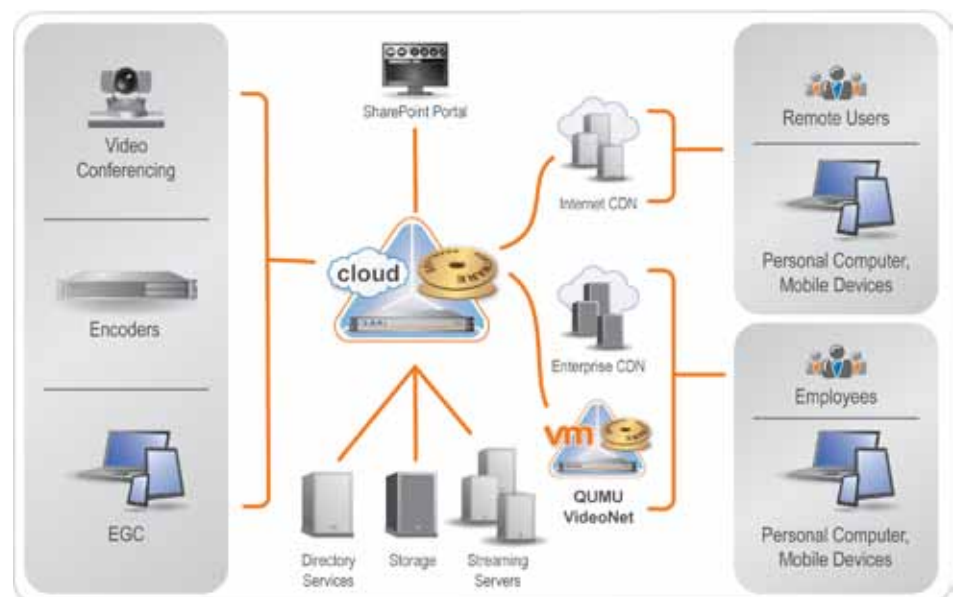 Video
Conferencing
Encoders
EGC
SharePoint Portal
cloud
Directory
Services
Storage
Streaming
Servers
Internet CDN
Enterprise CDN
vm
QUMU
VideoNet
Remote Users
Personal Computer,
Mobile Devices
Employees
Personal Computer,
Mobile Devices